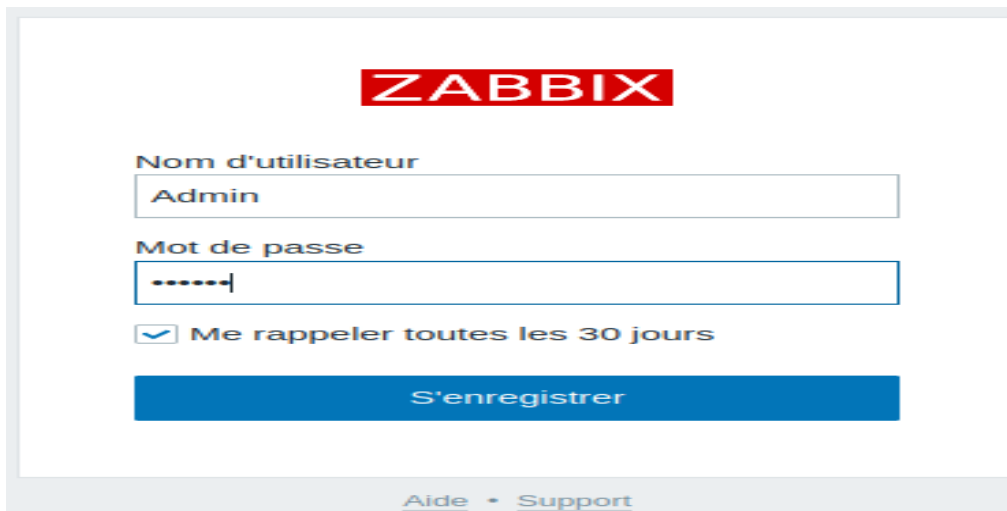 ZABBIX
Nom d'utilisateur
Admin
Mot de passe
••••••
Me rappeler toutes les 30 jours
S'enregistrer
Aide • Support